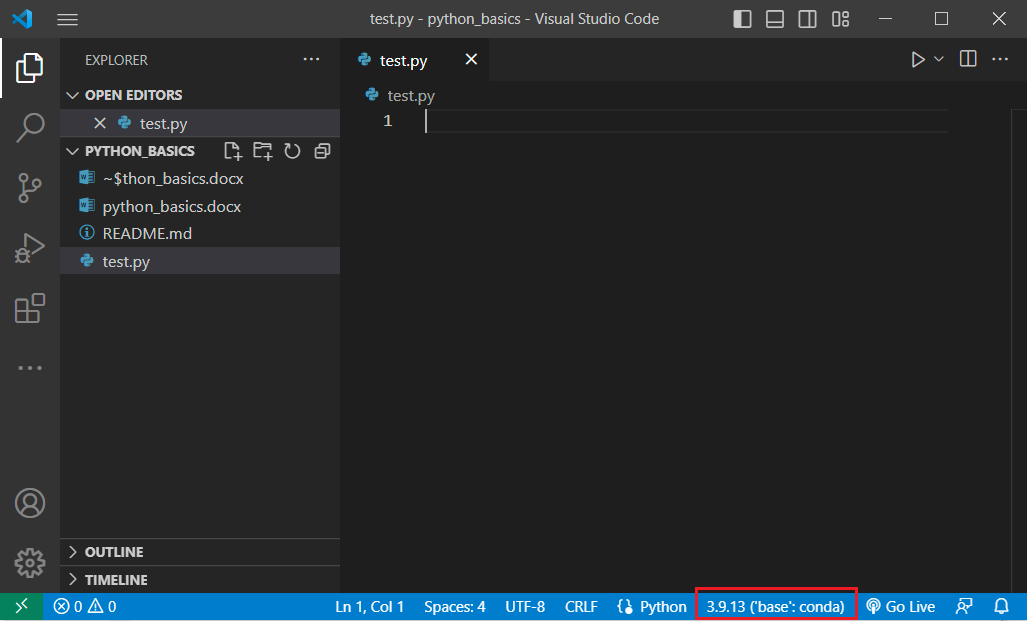 test.py - python_basics - Visual Studio Code
EXPLORER
OPEN EDITORS
test.py
PYTHON_BASICS
~$thon_basics.docx
python_basics.docx
README.md
test.py
OUTLINE
TIMELINE
test.py
test.py
1
0 0 Ln 1, Col 1 Spaces: 4 UTF-8 CRLF Python 3.9.13 ('base': conda) Go Live